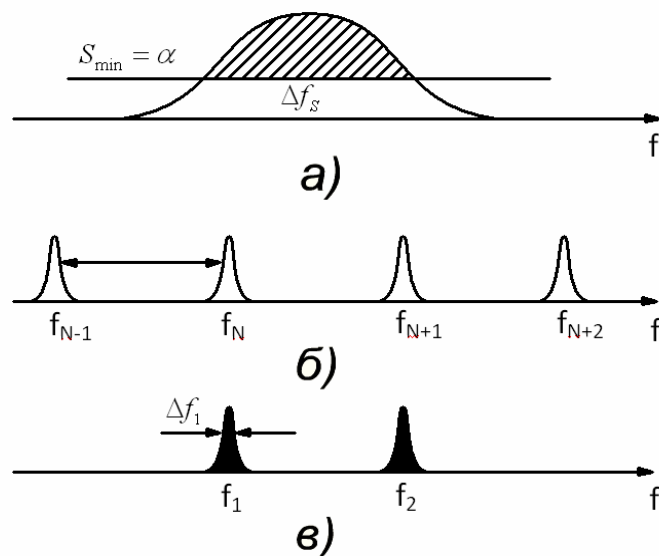 S_min = α
Δf_S
f
а)
f_N-1 f_N f_N+1 f_N+2 f
б)
Δf_1
f_1 f_2 f
в)